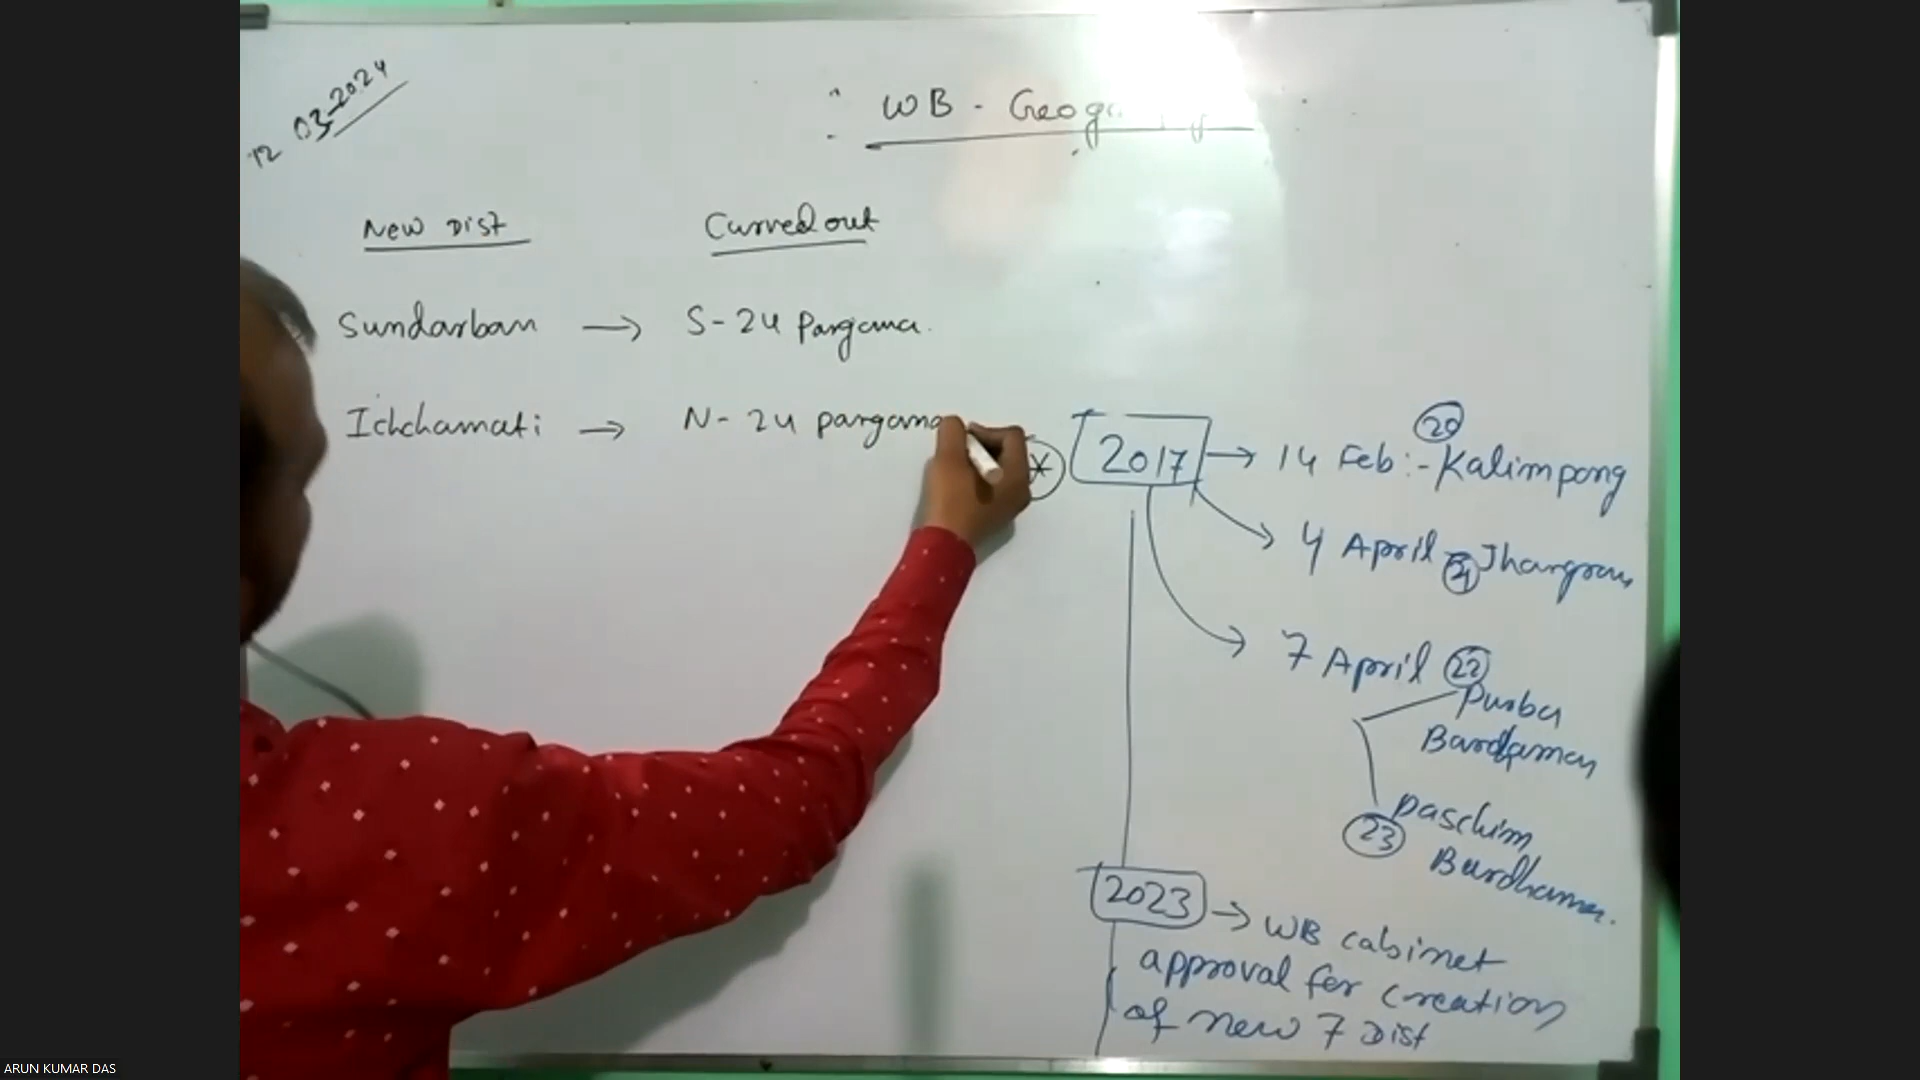 12 03-2024
WB - Geog
New Dist Curved out
Sundarban → S-24 Pargana.
Ichchamati → N- 24 pargana
2017 → 14 Feb :- Kalimpong
20
4 April Jhargram
21
7 April 22
Purba
Bardhaman
Paschim
23
Burdhaman.
2023 → WB cabinet
approval for creation
of new 7 Dist
ARUN KUMAR DAS